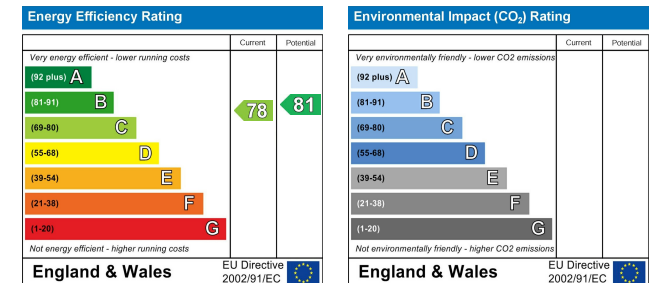 Energy Efficiency Rating
Current Potential
Very energy efficient - lower running costs
(92 plus) A
(81-91) B
(69-80) C
(55-68) D
(39-54) E
(21-38) F
(1-20) G
78
81
Not energy efficient - higher running costs
England & Wales
EU Directive
2002/91/EC
Environmental Impact (CO₂) Rating
Current Potential
Very environmentally friendly - lower CO2 emissions
(92 plus) A
(81-91) B
(69-80) C
(55-68) D
(39-54) E
(21-38) F
(1-20) G
Not environmentally friendly - higher CO2 emissions
England & Wales
EU Directive
2002/91/EC